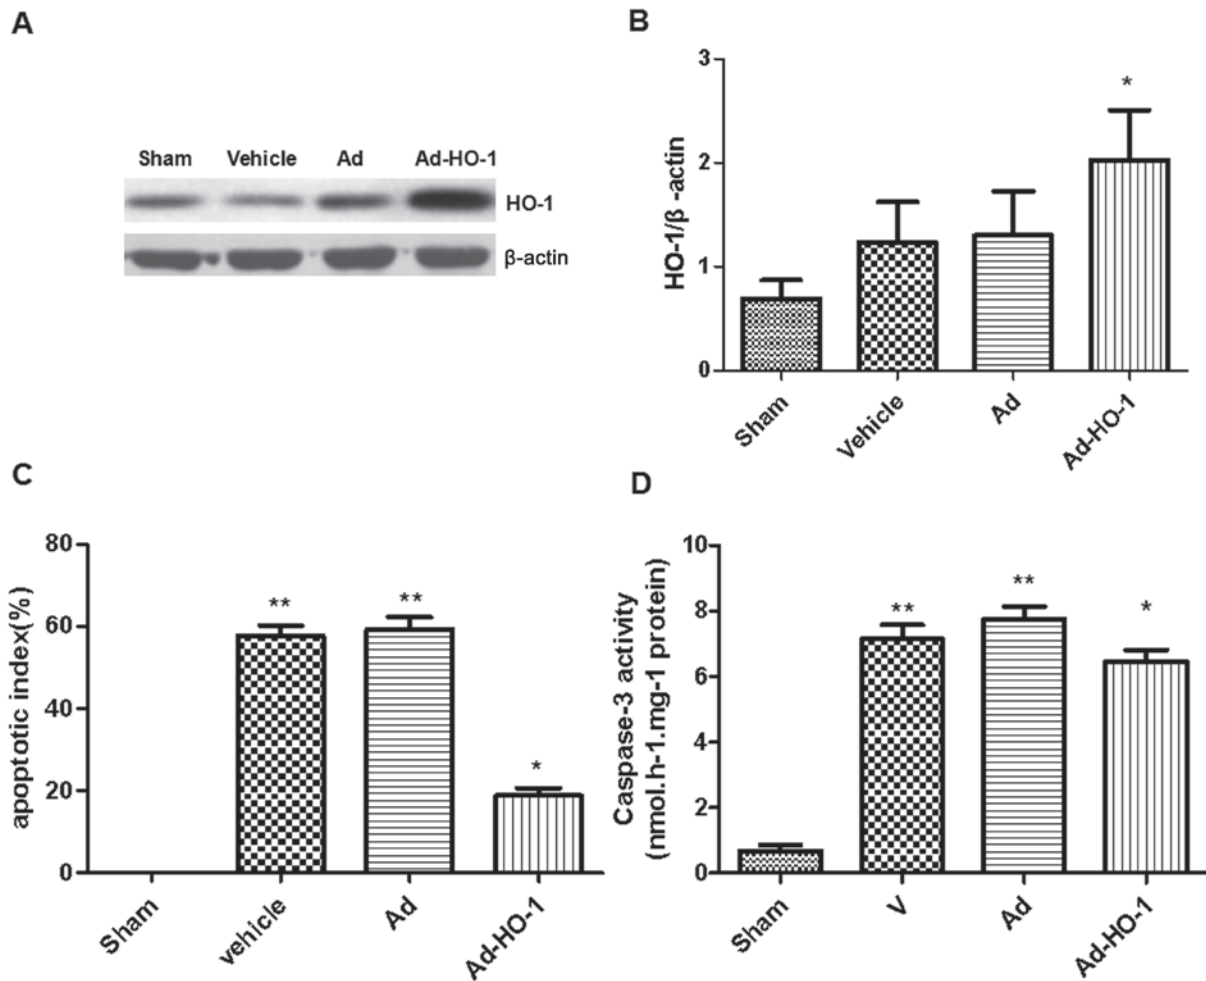 A
Sham Vehicle Ad Ad-HO-1
HO-1
β-actin
B
HO-1/β -actin
3
2
1
0
*
Sham
Vehicle
Ad
Ad-HO-1
C
apoptotic index(%)
80
60
40
20
0
**
**
*
Sham
vehicle
Ad
Ad-HO-1
D
Caspase-3 activity
(nmol.h-1.mg-1 protein)
10
8
6
4
2
0
**
**
*
Sham
V
Ad
Ad-HO-1